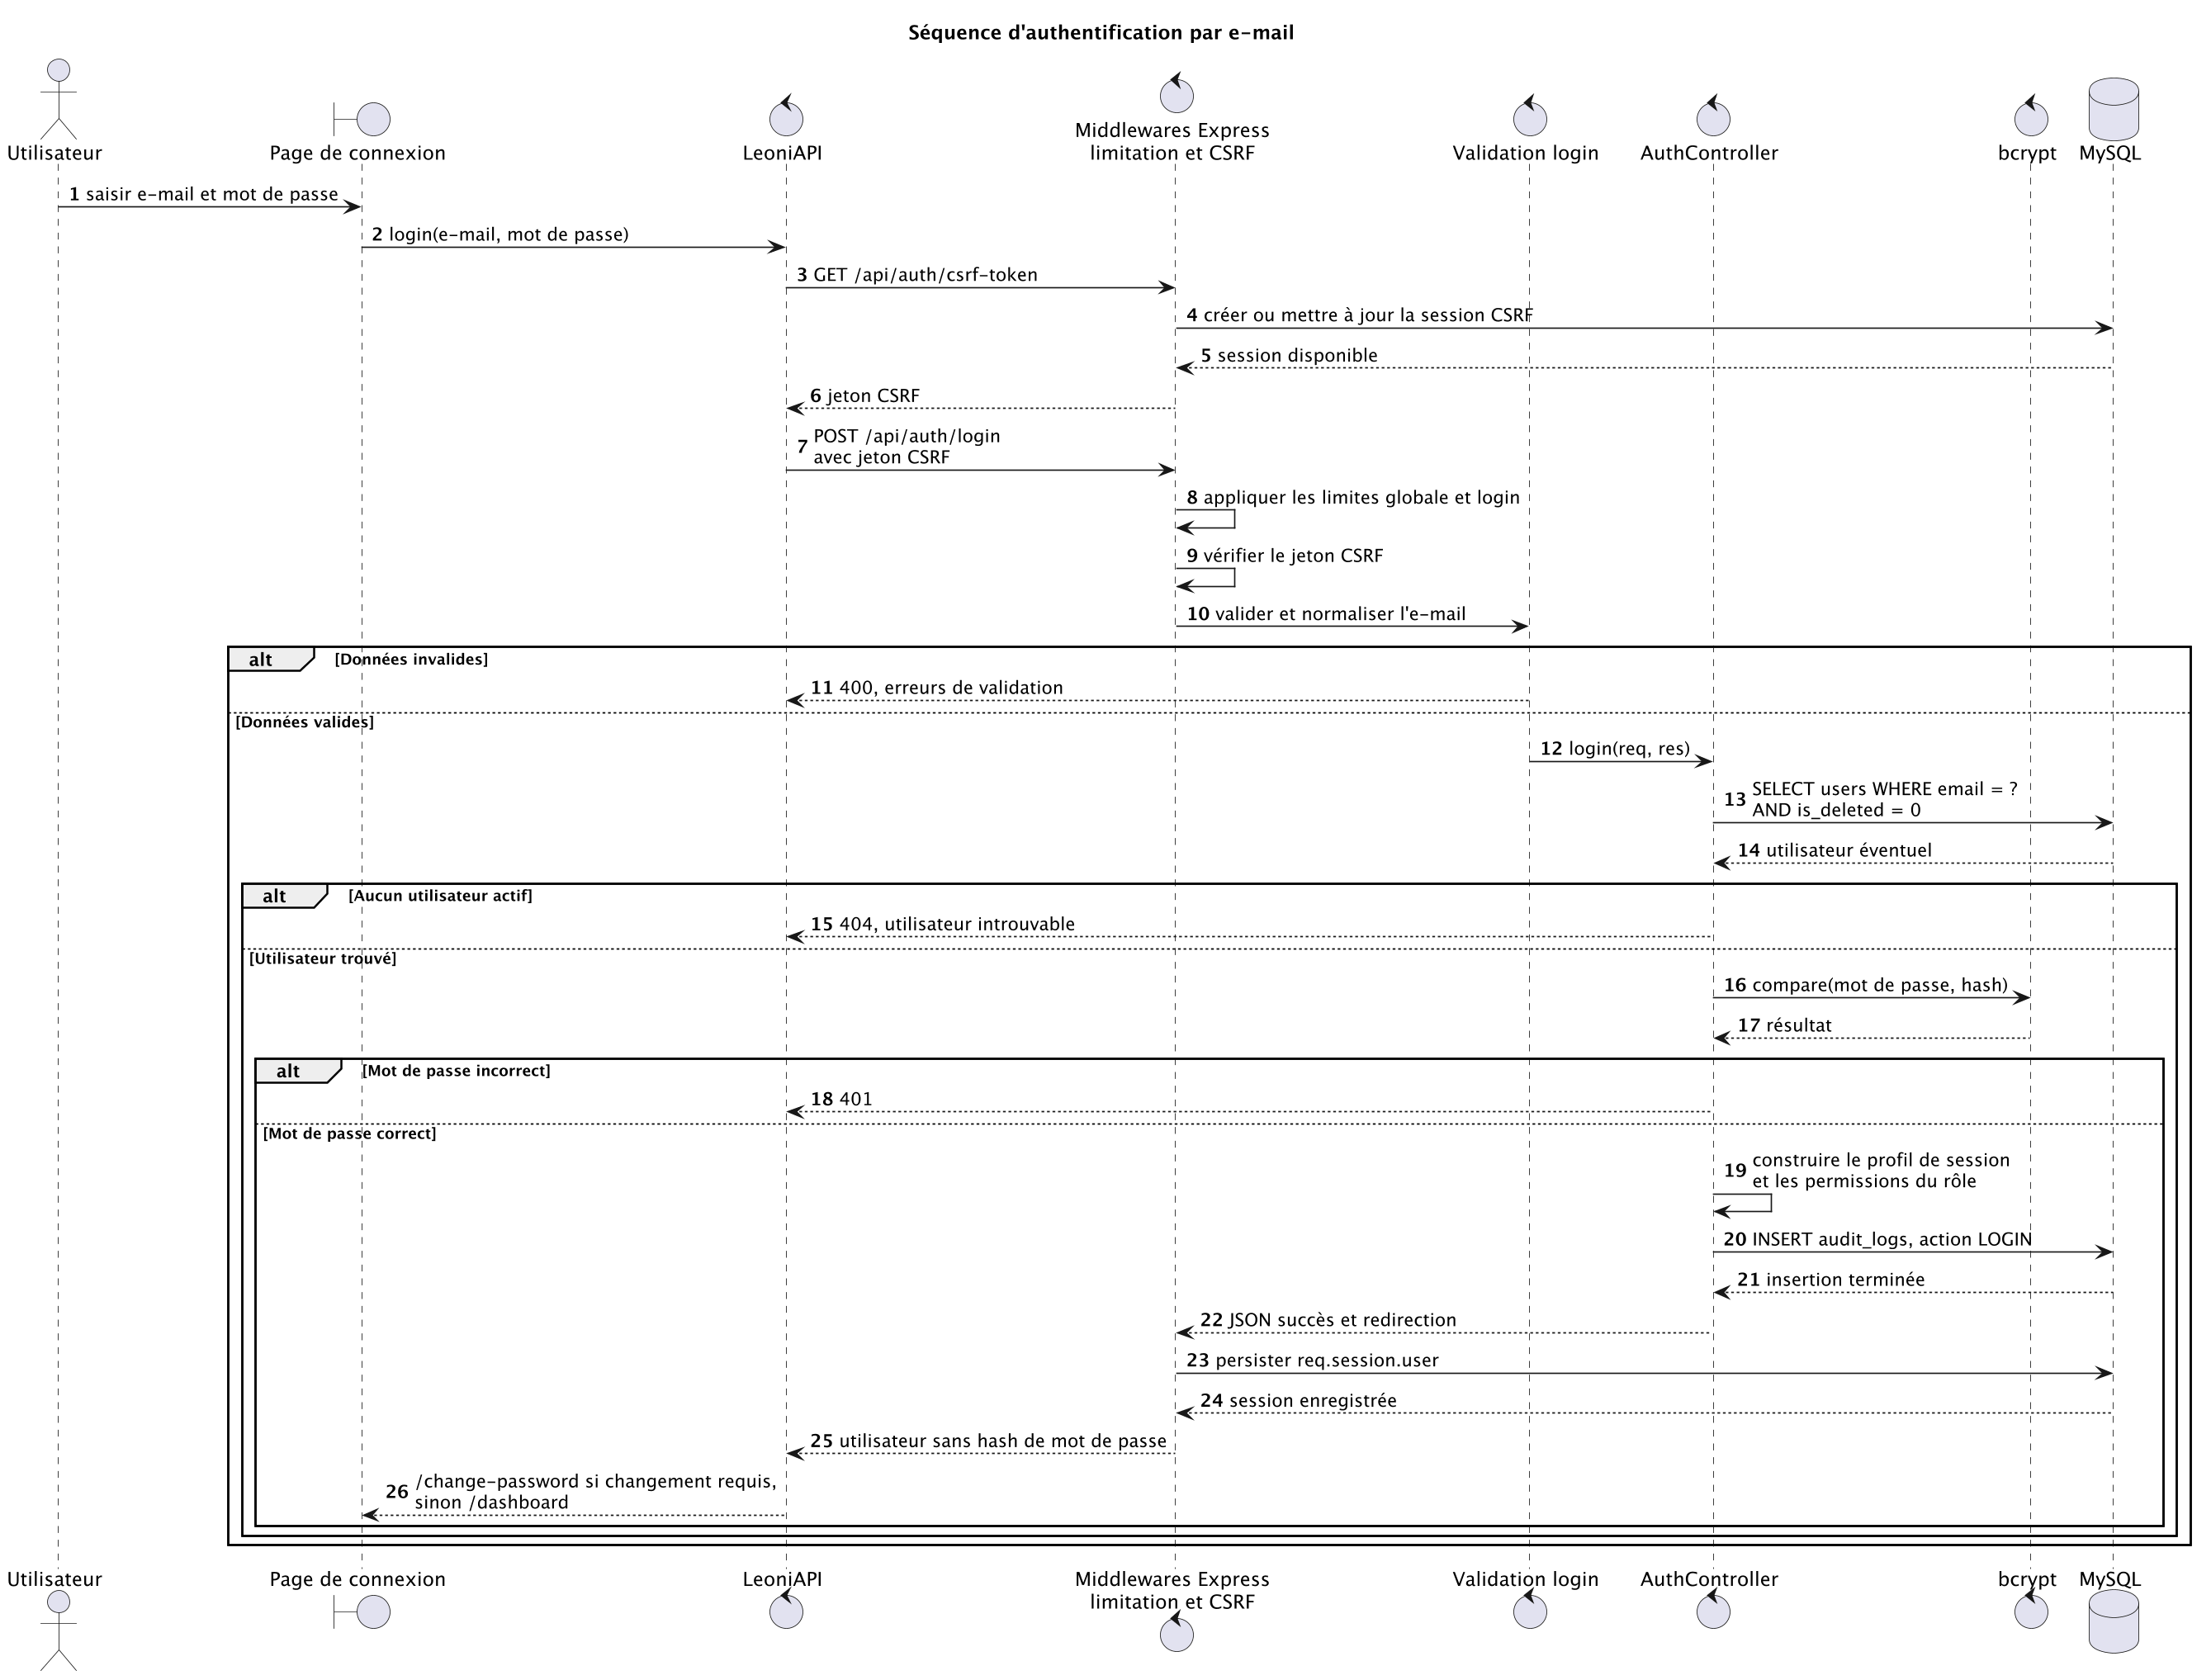 Séquence d'authentification par e-mail
Utilisateur
Page de connexion
LeoniAPI
Middlewares Express
limitation et CSRF
Validation login
AuthController
bcrypt
MySQL
1 saisir e-mail et mot de passe
2 login(e-mail, mot de passe)
3 GET /api/auth/csrf-token
4 créer ou mettre à jour la session CSRF
5 session disponible
6 jeton CSRF
7 POST /api/auth/login
avec jeton CSRF
8 appliquer les limites globale et login
9 vérifier le jeton CSRF
10 valider et normaliser l'e-mail
alt [Données invalides]
11 400, erreurs de validation
[Données valides]
12 login(req, res)
13 SELECT users WHERE email = ?
AND is_deleted = 0
14 utilisateur éventuel
alt [Aucun utilisateur actif]
15 404, utilisateur introuvable
[Utilisateur trouvé]
16 compare(mot de passe, hash)
17 résultat
alt [Mot de passe incorrect]
18 401
[Mot de passe correct]
19 construire le profil de session
et les permissions du rôle
20 INSERT audit_logs, action LOGIN
21 insertion terminée
22 JSON succès et redirection
23 persister req.session.user
24 session enregistrée
25 utilisateur sans hash de mot de passe
26 /change-password si changement requis,
sinon /dashboard
Utilisateur
Page de connexion
LeoniAPI
Middlewares Express
limitation et CSRF
Validation login
AuthController
bcrypt
MySQL